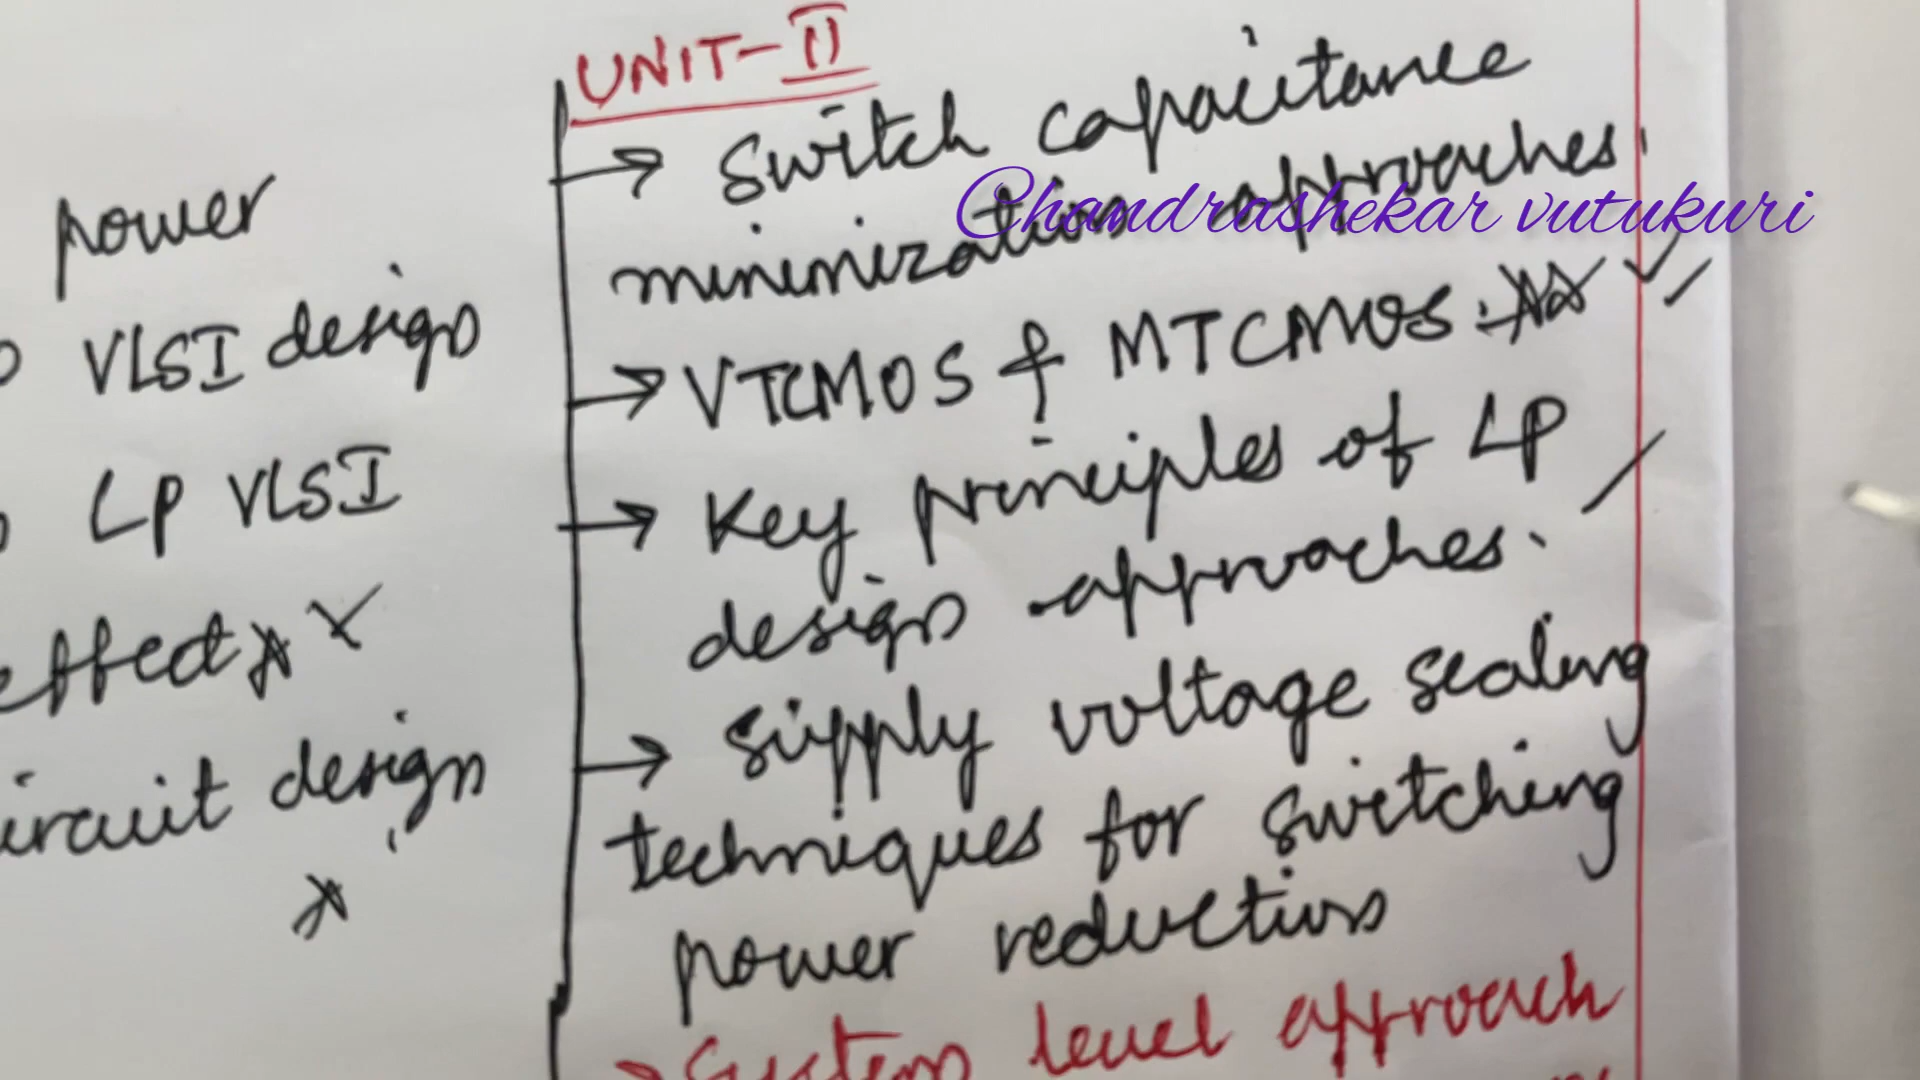 power
VLSI design
LP VLSI
effect
circuit design
UNIT-II
→ Switch capacitance
minimization approaches.
→ VTCMOS & MTCMOS.
→ Key principles of LP
design approaches.
→ Supply voltage scaling
techniques for switching
power reduction
→ System level approach
Chandrashekar vutukuri